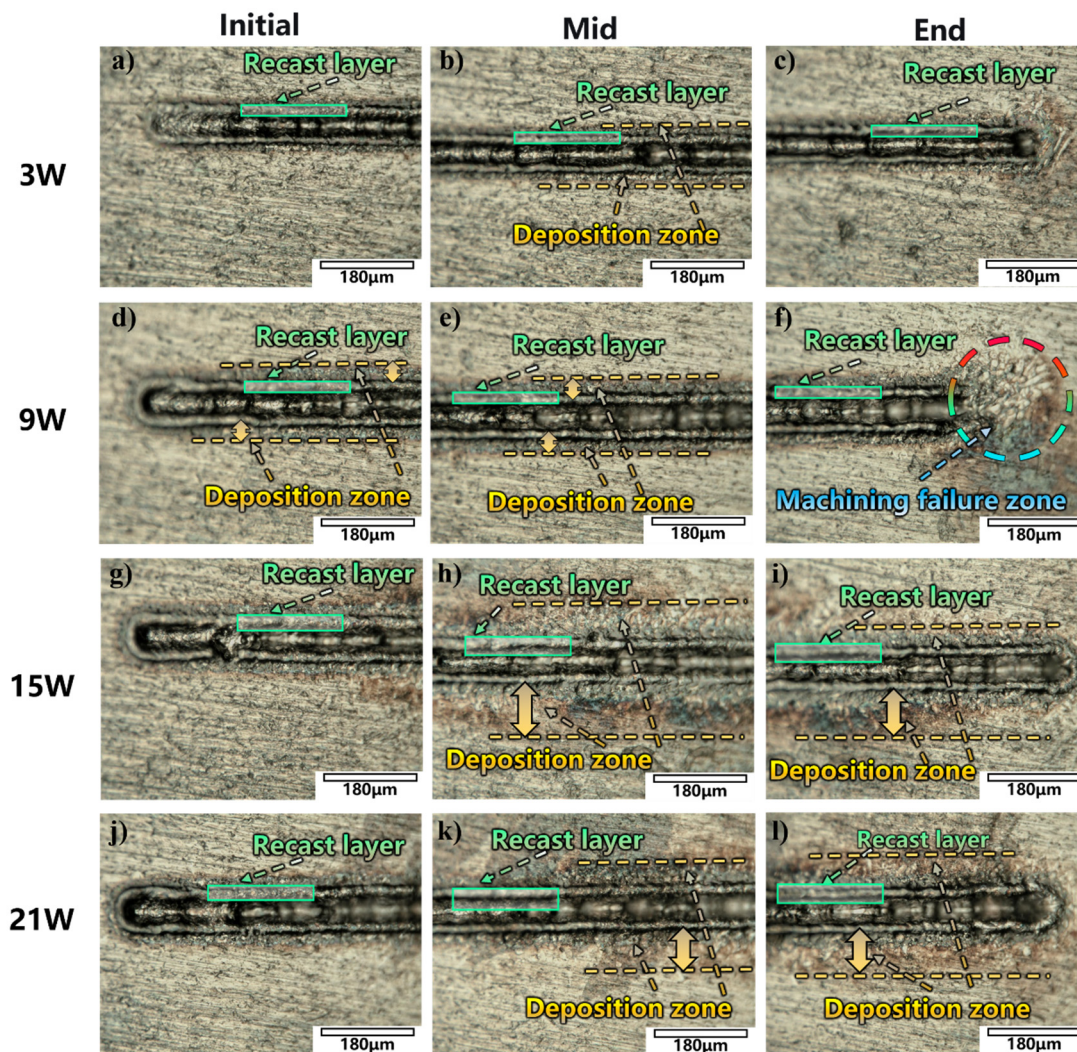 Initial
Mid
End
3W
a)
Recast layer
180μm
b)
Recast layer
Deposition zone
180μm
c)
Recast layer
180μm
9W
d)
Recast layer
Deposition zone
180μm
e)
Recast layer
Deposition zone
180μm
f)
Recast layer
Machining failure zone
180μm
15W
g)
Recast layer
180μm
h)
Recast layer
Deposition zone
180μm
i)
Recast layer
Deposition zone
180μm
21W
j)
Recast layer
180μm
k)
Recast layer
Deposition zone
180μm
l)
Recast layer
Deposition zone
180μm